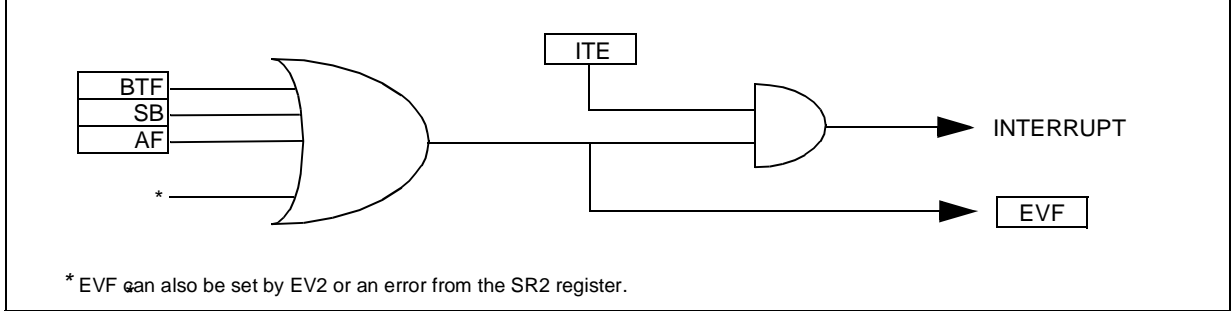 ITE
BTF
SB
AF
*
INTERRUPT
EVF
* EVF can also be set by EV2 or an error from the SR2 register.
*